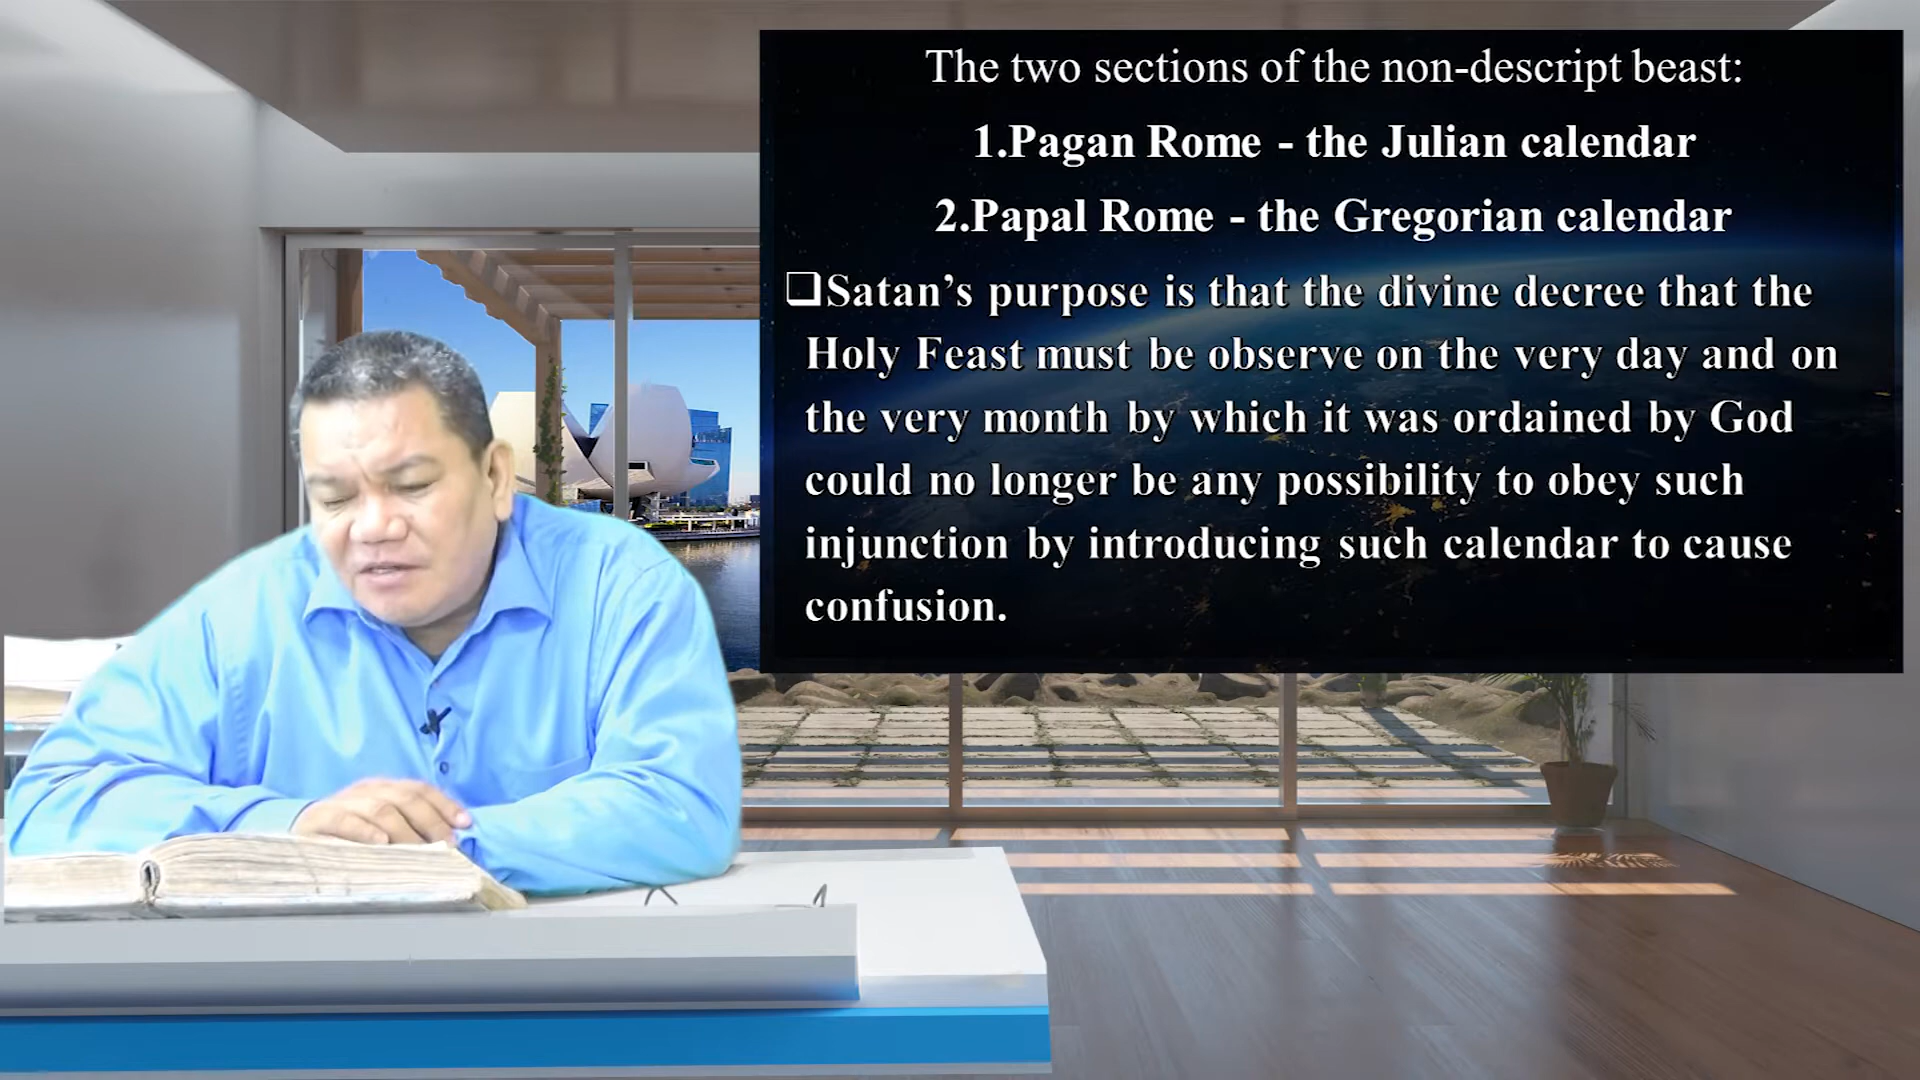 The two sections of the non-descript beast:
1.Pagan Rome - the Julian calendar
2.Papal Rome - the Gregorian calendar
❑Satan’s purpose is that the divine decree that the
Holy Feast must be observe on the very day and on
the very month by which it was ordained by God
could no longer be any possibility to obey such
injunction by introducing such calendar to cause
confusion.